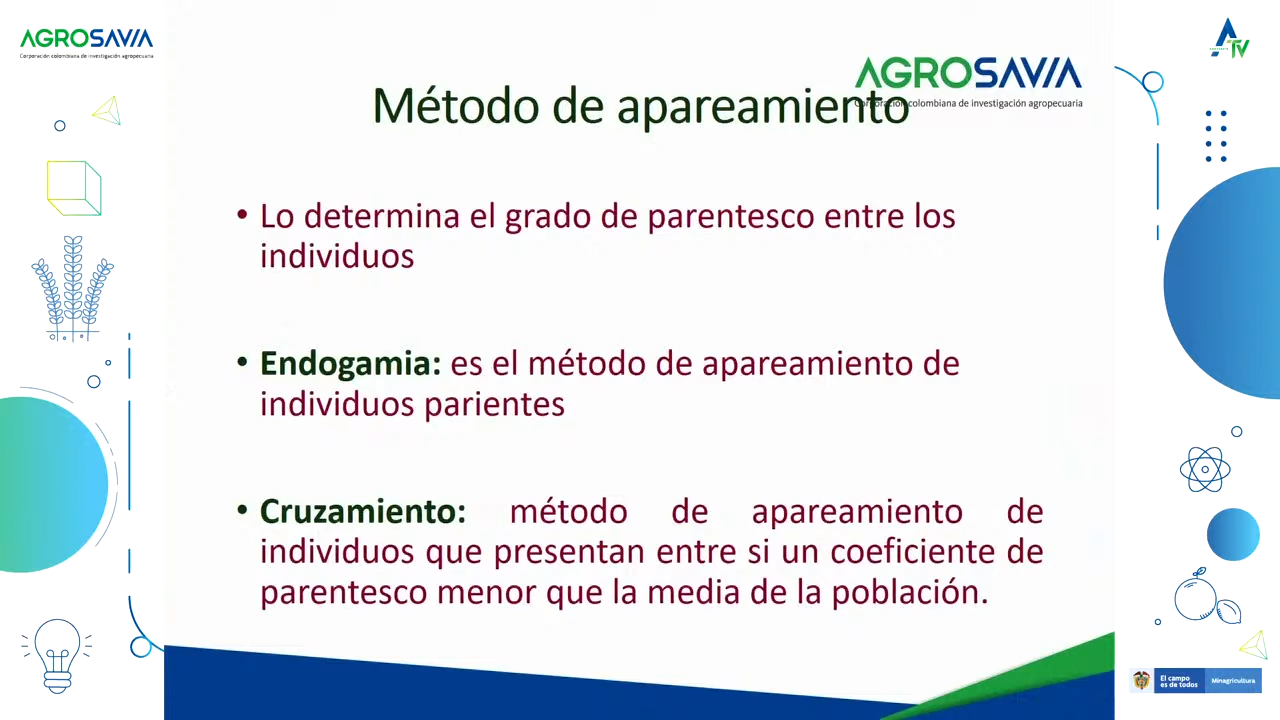 AGROSAVIA
Corporación colombiana de investigación agropecuaria
ATV
AGROSAVIA
Corporación colombiana de investigación agropecuaria
Método de apareamiento
• Lo determina el grado de parentesco entre los
individuos
• Endogamia: es el método de apareamiento de
individuos parientes
• Cruzamiento: método de apareamiento de
individuos que presentan entre si un coeficiente de
parentesco menor que la media de la población.
El campo
es de todos
Minagricultura